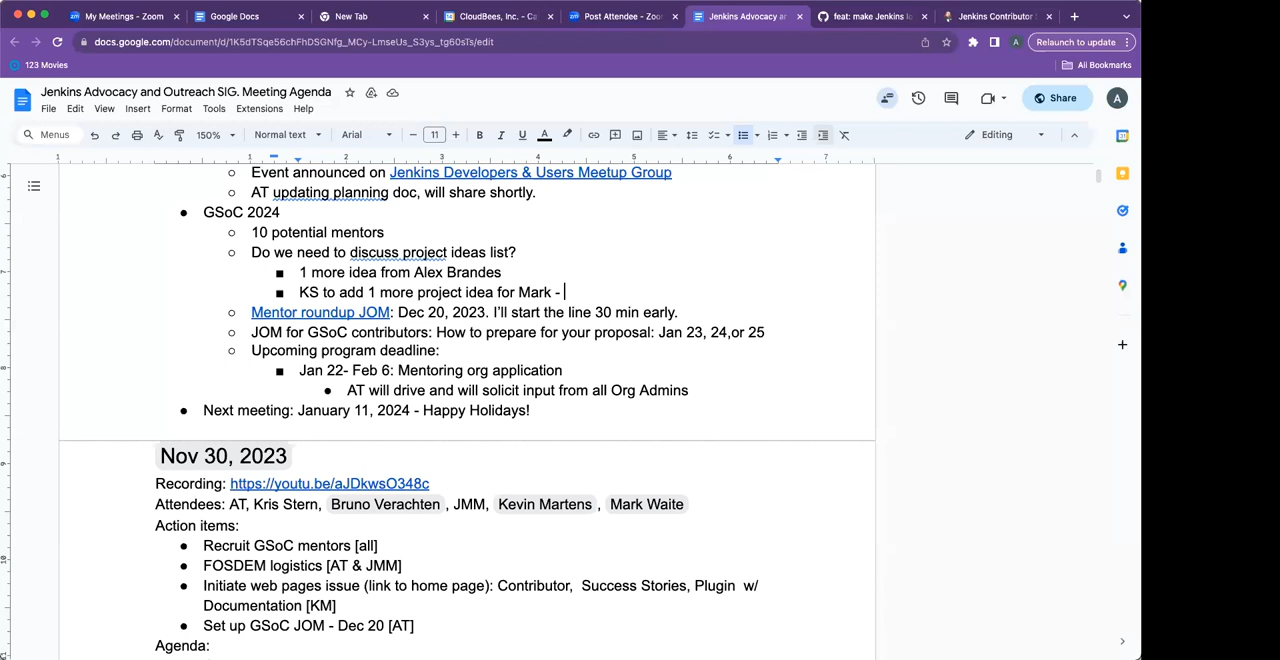 My Meetings - Zoom
Google Docs
New Tab
CloudBees, Inc. - Ca
Post Attendee - Zoo
Jenkins Advocacy ar
feat: make Jenkins le
Jenkins Contributor
docs.google.com/document/d/1K5dTSqe56chFhDSGNfg_MCy-LmseUs_S3ys_tg60sTs/edit
A
Relaunch to update
123 Movies
All Bookmarks
Jenkins Advocacy and Outreach SIG. Meeting Agenda
File Edit View Insert Format Tools Extensions Help
Share
A
Menus
150%
Normal text
Arial
11
B I U A
Editing
1 1 2 3 4 5 6 7
Event announced on Jenkins Developers & Users Meetup Group
AT updating planning doc, will share shortly.
GSoC 2024
10 potential mentors
Do we need to discuss project ideas list?
1 more idea from Alex Brandes
KS to add 1 more project idea for Mark -
Mentor roundup JOM: Dec 20, 2023. I'll start the line 30 min early.
JOM for GSoC contributors: How to prepare for your proposal: Jan 23, 24,or 25
Upcoming program deadline:
Jan 22- Feb 6: Mentoring org application
AT will drive and will solicit input from all Org Admins
Next meeting: January 11, 2024 - Happy Holidays!
Nov 30, 2023
Recording: https://youtu.be/aJDkwsO348c
Attendees: AT, Kris Stern, Bruno Verachten , JMM, Kevin Martens , Mark Waite
Action items:
Recruit GSoC mentors [all]
FOSDEM logistics [AT & JMM]
Initiate web pages issue (link to home page): Contributor, Success Stories, Plugin w/
Documentation [KM]
Set up GSoC JOM - Dec 20 [AT]
Agenda: